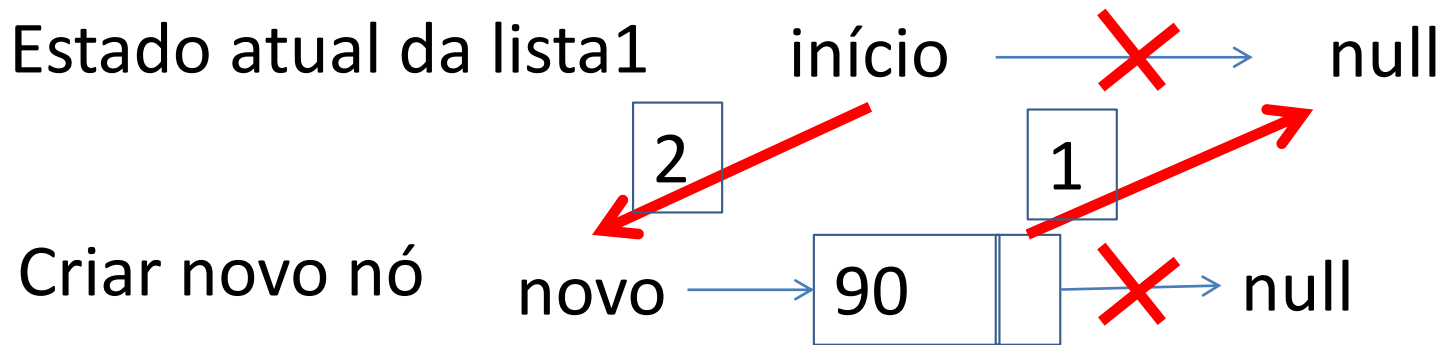 Estado atual da lista1 início null
2 1
Criar novo nó novo 90 null